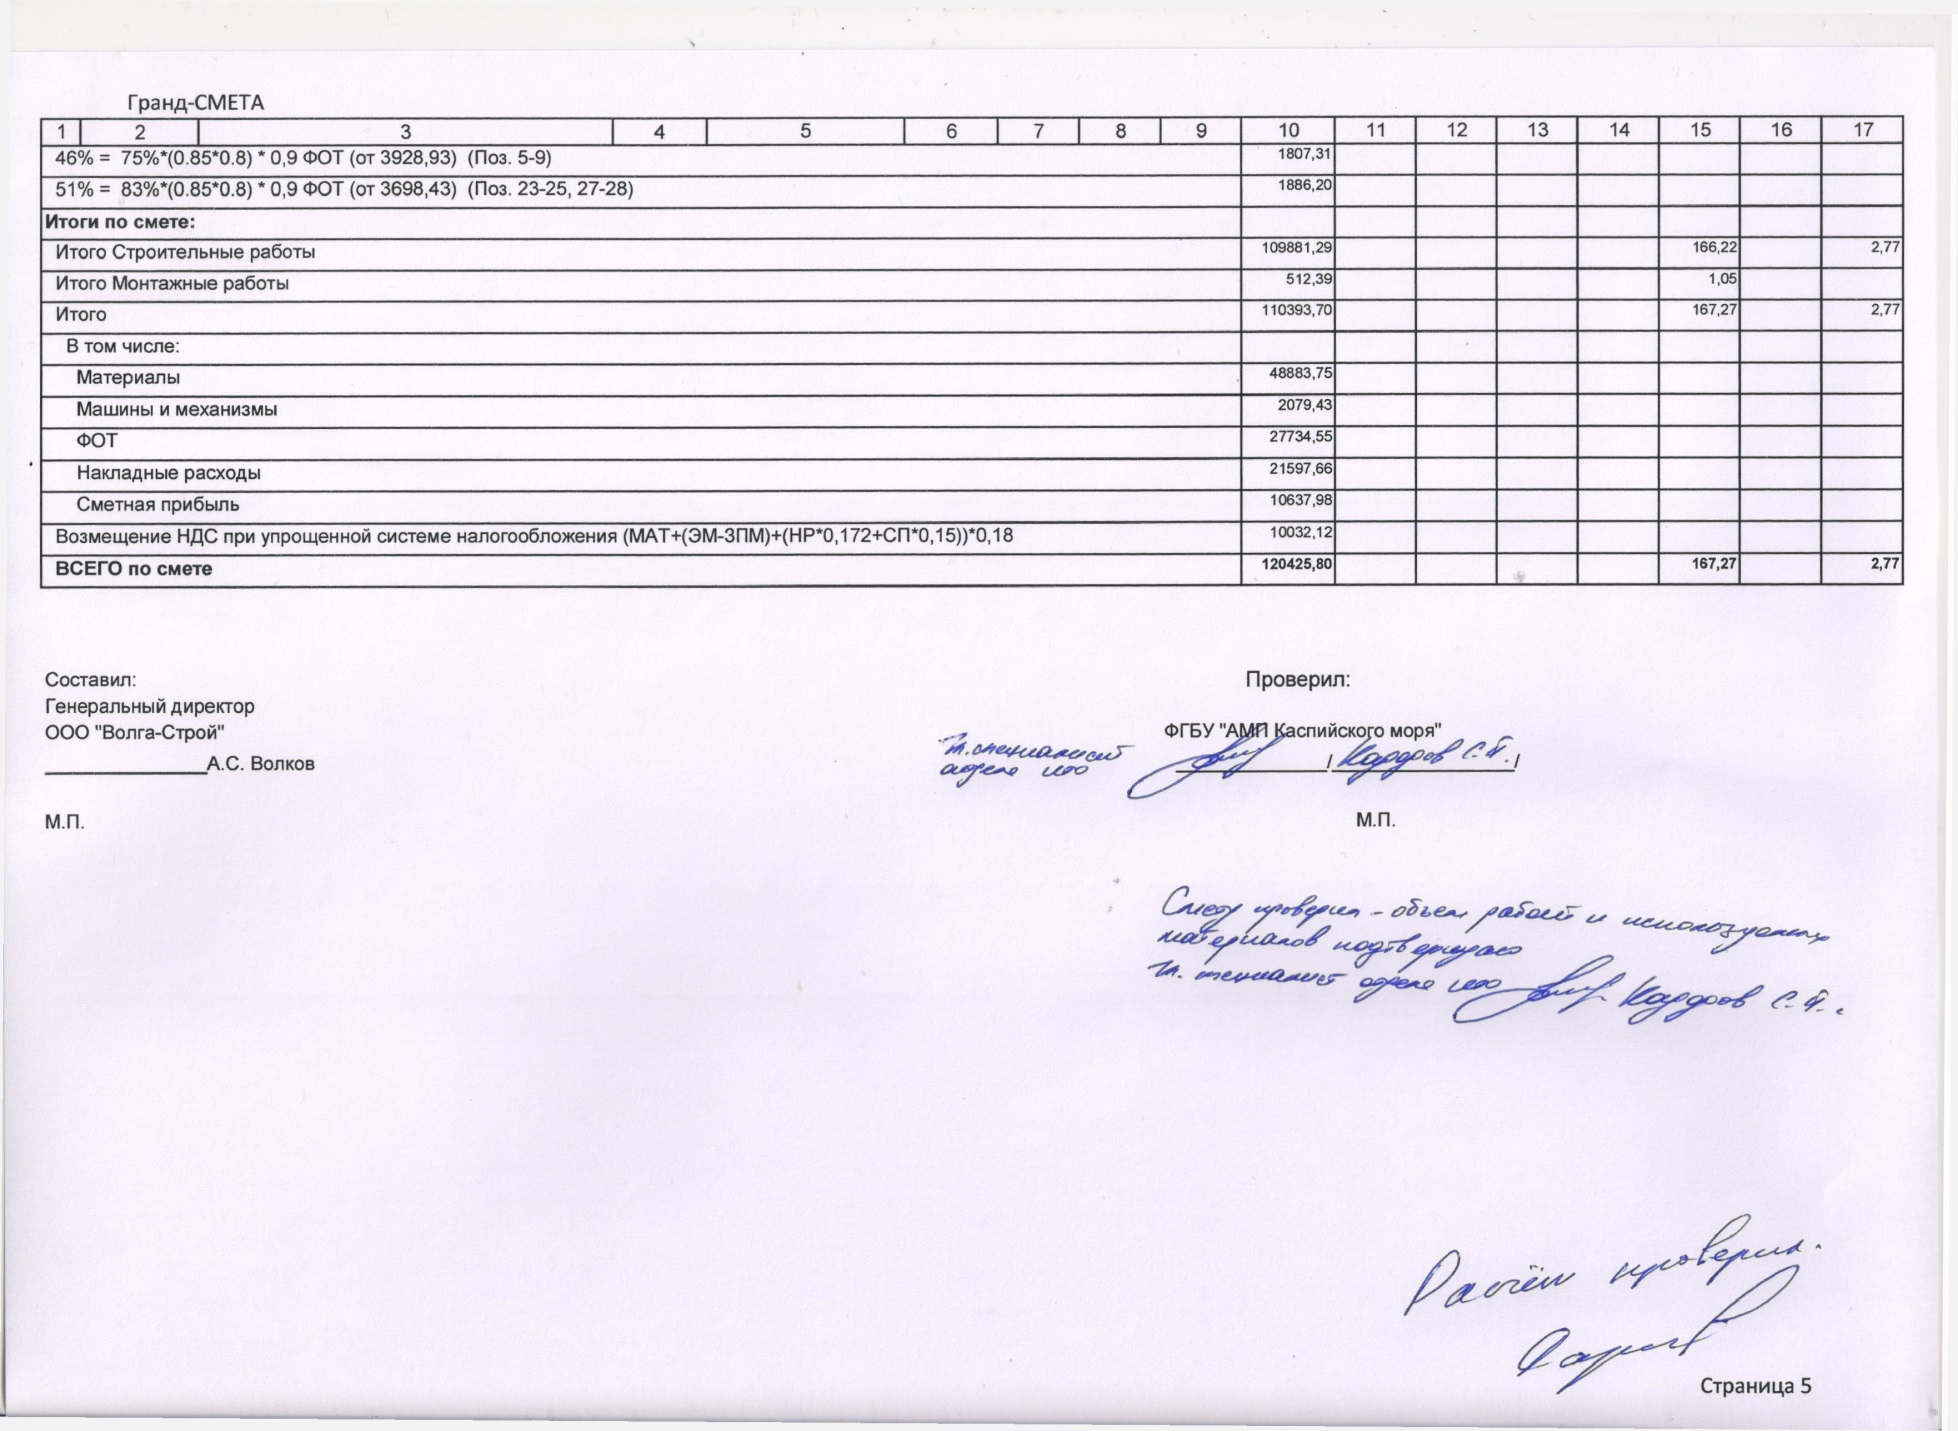 Гранд-СМЕТА
1 2 3 4 5 6 7 8 9 10 11 12 13 14 15 16 17
46% = 75%*(0.85*0.8) * 0,9 ФОТ (от 3928,93) (Поз. 5-9) 1807,31
51% = 83%*(0.85*0.8) * 0,9 ФОТ (от 3698,43) (Поз. 23-25, 27-28) 1886,20
Итоги по смете:
Итого Строительные работы 109881,29 166,22 2,77
Итого Монтажные работы 512,39 1,05
Итого 110393,70 167,27 2,77
В том числе:
Материалы 48883,75
Машины и механизмы 2079,43
ФОТ 27734,55
Накладные расходы 21597,66
Сметная прибыль 10637,98
Возмещение НДС при упрощенной системе налогообложения (МАТ+(ЭМ-ЗПМ)+(НР*0,172+СП*0,15))*0,18 10032,12
ВСЕГО по смете 120425,80 167,27 2,77
Составил:
Генеральный директор
ООО "Волга-Строй"
А.С. Волков
М.П.
Проверил:
ФГБУ "АМП Каспийского моря"
Гл. специалист
отдела
М.П.
Смету проверил - объем работ и используемых
материалов подтверждаю
Гл. специалист отдела
проверил.
Страница 5